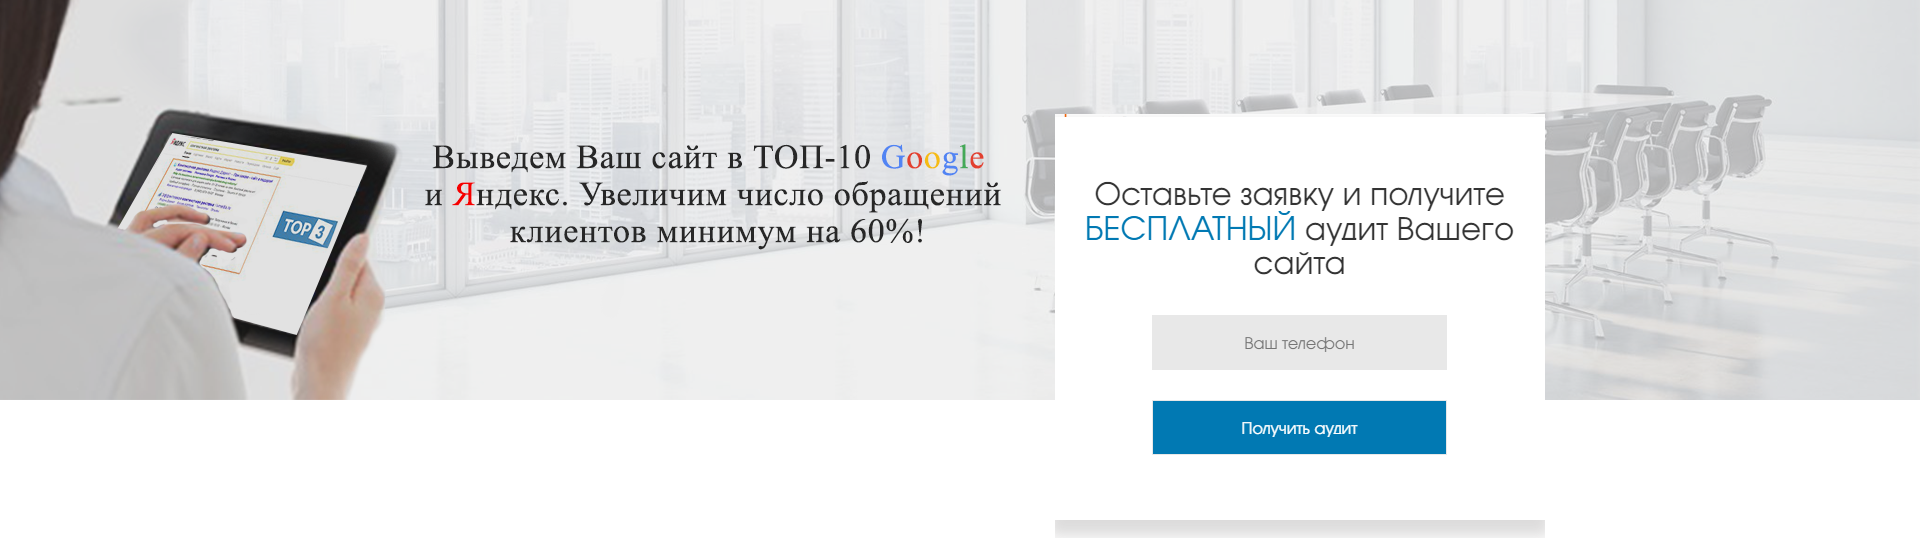 Выведем Ваш сайт в ТОП-10 Google
и Яндекс. Увеличим число обращений
клиентов минимум на 60%!
Оставьте заявку и получите
БЕСПЛАТНЫЙ аудит Вашего
сайта
Ваш телефон
Получить аудит
Яндекс
TOP 3